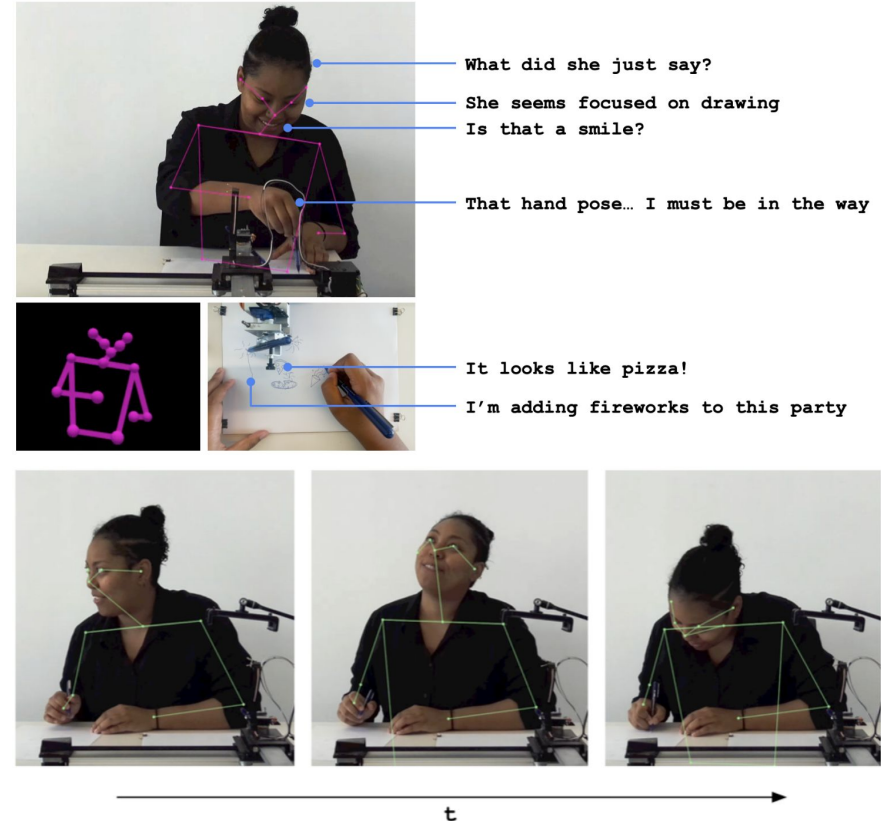 What did she just say?
She seems focused on drawing
Is that a smile?
That hand pose… I must be in the way
It looks like pizza!
I’m adding fireworks to this party
t